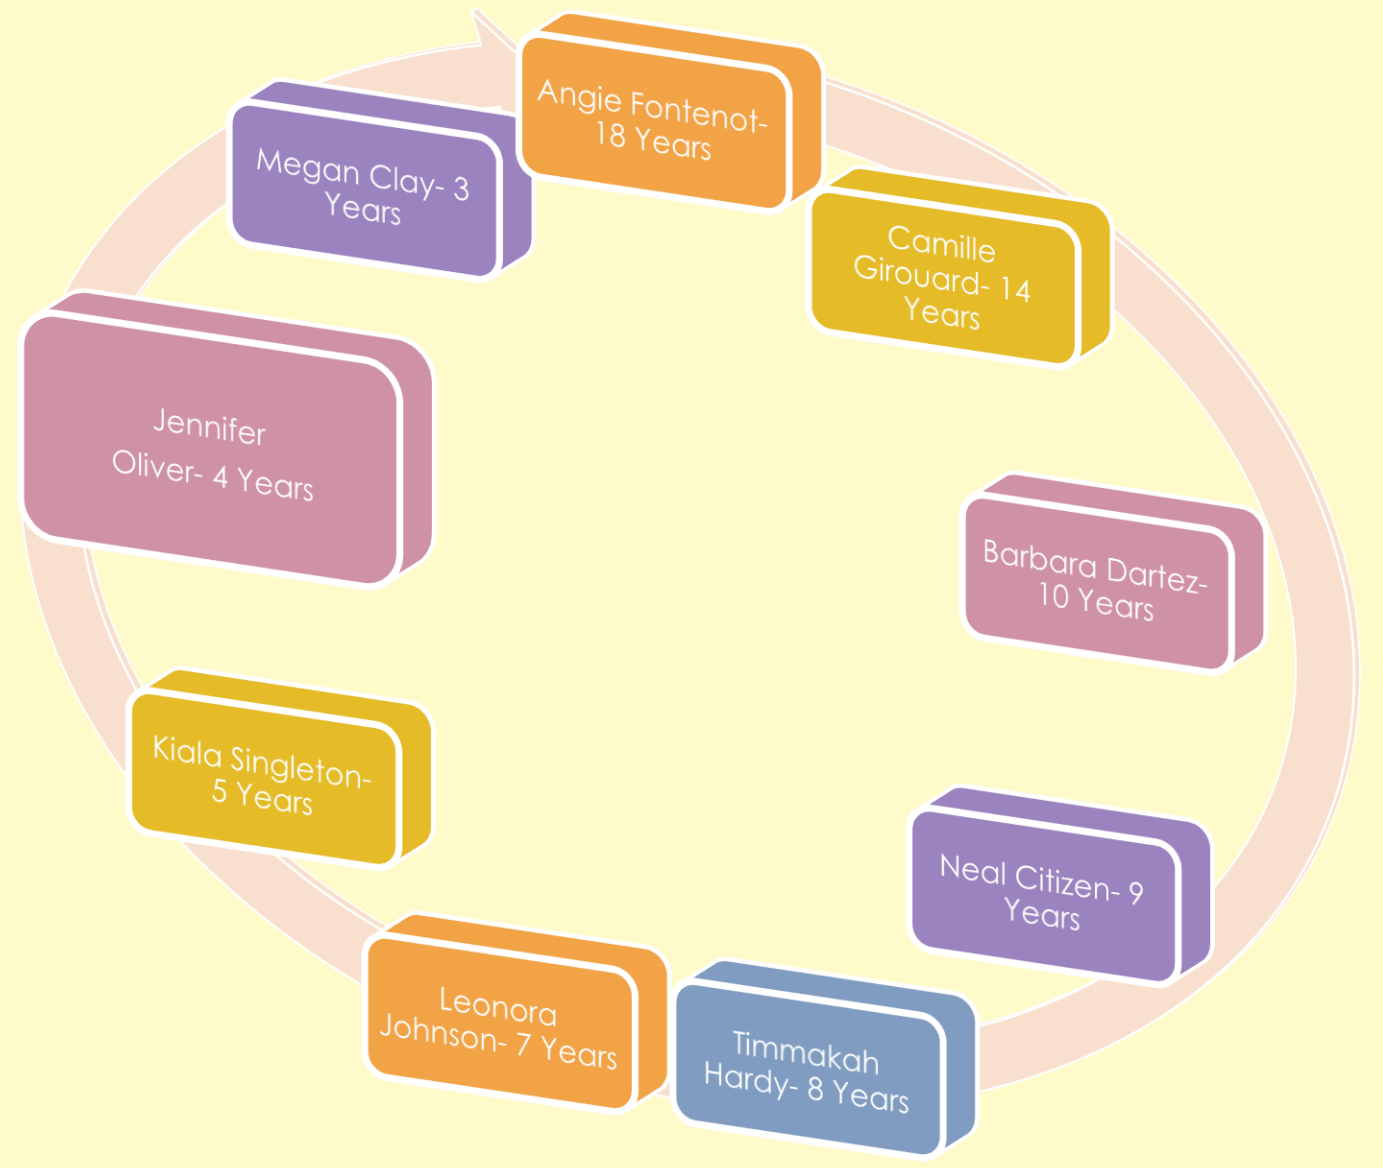 Angie Fontenot-
18 Years
Camille
Girouard- 14
Years
Barbara Dartez-
10 Years
Neal Citizen- 9
Years
Timmakah
Hardy- 8 Years
Leonora
Johnson- 7 Years
Kiala Singleton-
5 Years
Jennifer
Oliver- 4 Years
Megan Clay- 3
Years